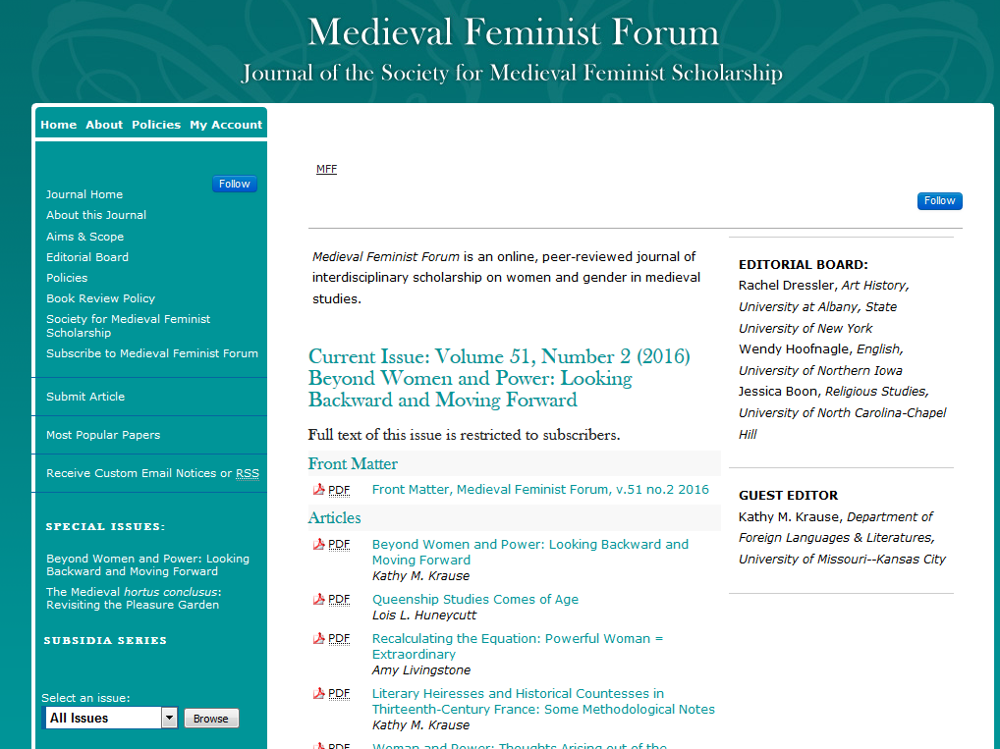 Medieval Feminist Forum
Journal of the Society for Medieval Feminist Scholarship
Home About Policies My Account
Follow
Journal Home
About this Journal
Aims & Scope
Editorial Board
Policies
Book Review Policy
Society for Medieval Feminist
Scholarship
Subscribe to Medieval Feminist Forum
Submit Article
Most Popular Papers
Receive Custom Email Notices or RSS
SPECIAL ISSUES:
Beyond Women and Power: Looking
Backward and Moving Forward
The Medieval hortus conclusus:
Revisiting the Pleasure Garden
SUBSIDIA SERIES
Select an issue:
All Issues
Browse
MFF
Follow
Medieval Feminist Forum is an online, peer-reviewed journal of
interdisciplinary scholarship on women and gender in medieval
studies.
Current Issue: Volume 51, Number 2 (2016)
Beyond Women and Power: Looking
Backward and Moving Forward
Full text of this issue is restricted to subscribers.
Front Matter
PDF Front Matter, Medieval Feminist Forum, v.51 no.2 2016
Articles
PDF Beyond Women and Power: Looking Backward and
Moving Forward
Kathy M. Krause
PDF Queenship Studies Comes of Age
Lois L. Huneycutt
PDF Recalculating the Equation: Powerful Woman =
Extraordinary
Amy Livingstone
PDF Literary Heiresses and Historical Countesses in
Thirteenth-Century France: Some Methodological Notes
Kathy M. Krause
PDF Woman and Power: Thoughts Arising out of the
EDITORIAL BOARD:
Rachel Dressler, Art History,
University at Albany, State
University of New York
Wendy Hoofnagle, English,
University of Northern Iowa
Jessica Boon, Religious Studies,
University of North Carolina-Chapel
Hill
GUEST EDITOR
Kathy M. Krause, Department of
Foreign Languages & Literatures,
University of Missouri--Kansas City